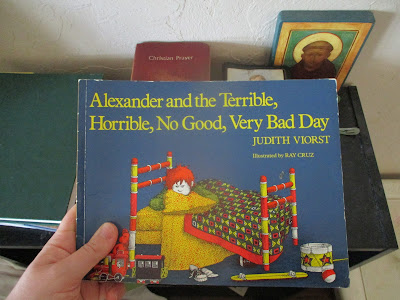 Christian Prayer
Alexander and the Terrible,
Horrible, No Good, Very Bad Day
JUDITH VIORST
Illustrated by RAY CRUZ